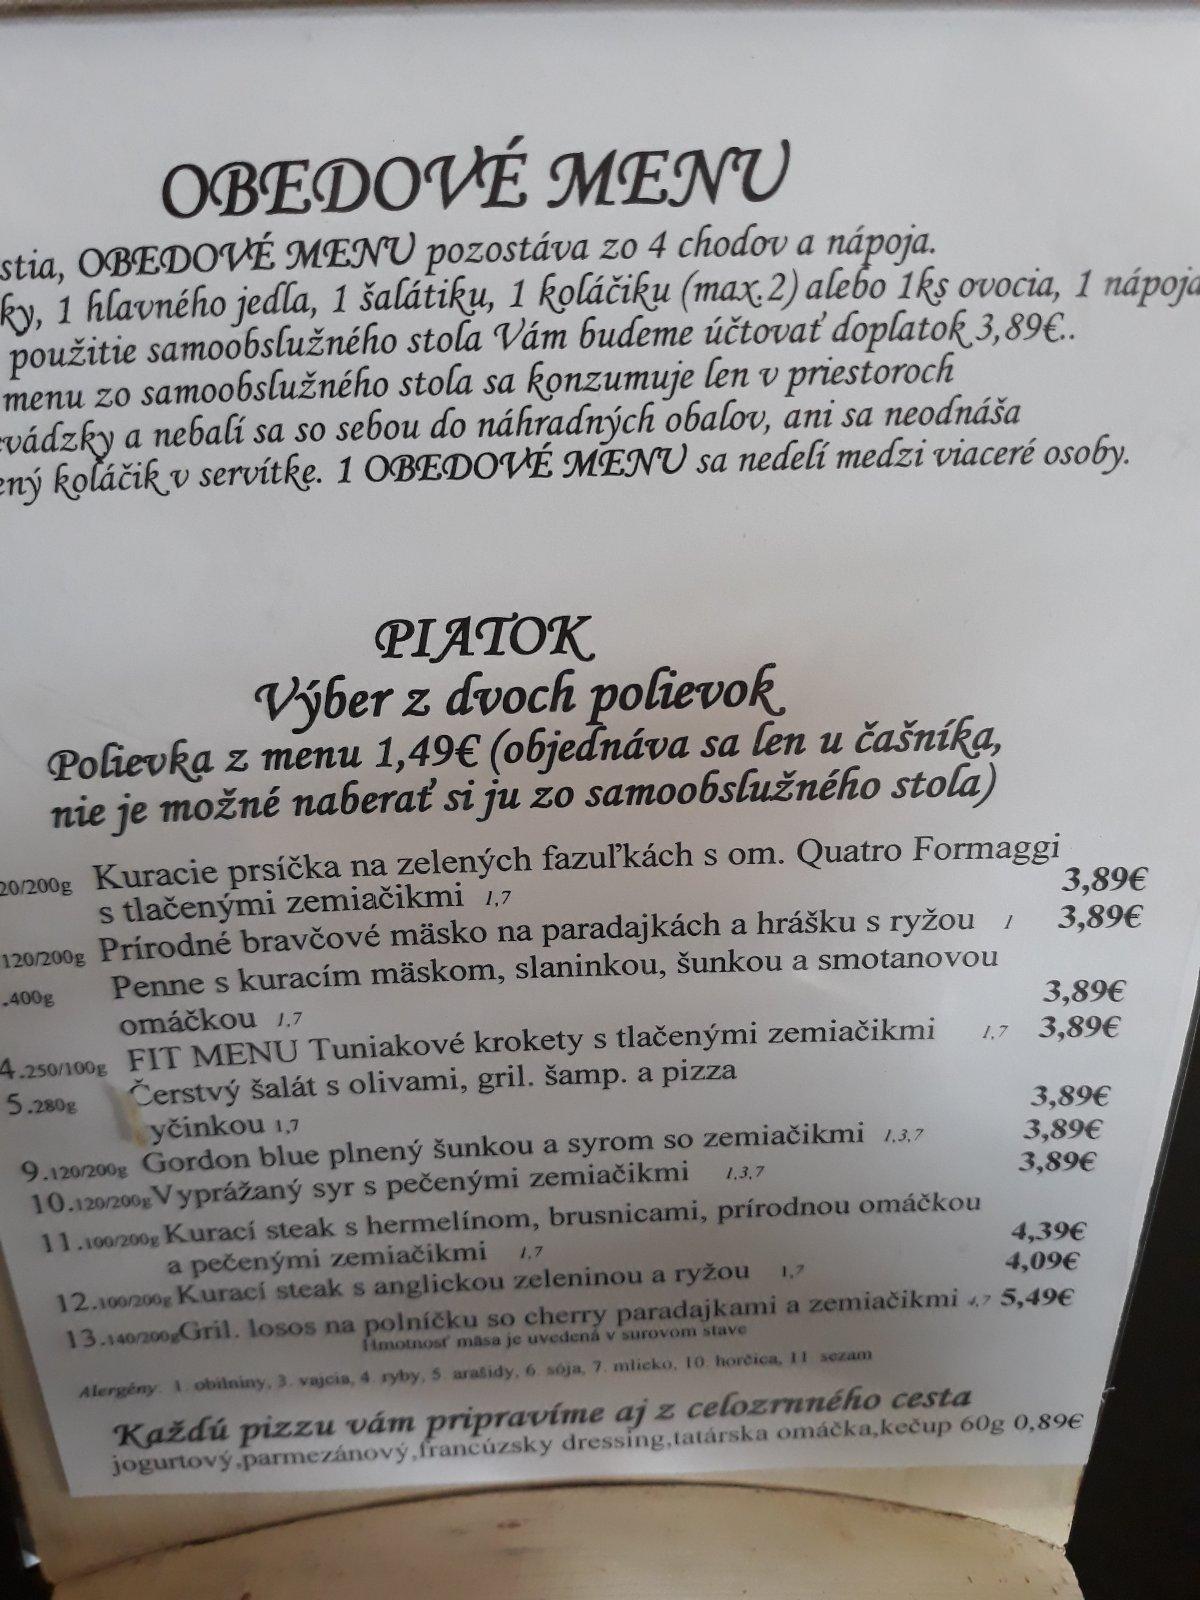 OBEDOVÉ MENU
stia, OBEDOVÉ MENU pozostáva zo 4 chodov a nápoja.
ky, 1 hlavného jedla, 1 šalátiku, 1 koláčiku (max.2) alebo 1ks ovocia, 1 nápoja
použitie samoobslužného stola Vám budeme účtovať doplatok 3,89€..
menu zo samoobslužného stola sa konzumuje len v priestoroch
evádzky a nebalí sa so sebou do náhradných obalov, ani sa neodnáša
ený koláčik v servítke. 1 OBEDOVÉ MENU sa nedelí medzi viaceré osoby.
PIATOK
Výber z dvoch polievok
Polievka z menu 1,49€ (objednáva sa len u čašníka,
nie je možné naberať si ju zo samoobslužného stola)
20/200g Kuracie prsíčka na zelených fazuľkách s om. Quatro Formaggi
s tlačenými zemiačikmi 1,7 3,89€
120/200g Prírodné bravčové mäsko na paradajkách a hrášku s ryžou 1 3,89€
.400g Penne s kuracím mäskom, slaninkou, šunkou a smotanovou
omáčkou 1,7 3,89€
4.250/100g FIT MENU Tuniakové krokety s tlačenými zemiačikmi 1,7 3,89€
5.280g Čerstvý šalát s olivami, gril. šamp. a pizza
yčinkou 1,7 3,89€
9.120/200g Gordon blue plnený šunkou a syrom so zemiačikmi 1,3,7 3,89€
10.120/200g Vyprážaný syr s pečenými zemiačikmi 1,3,7 3,89€
11.100/200g Kurací steak s hermelínom, brusnicami, prírodnou omáčkou
a pečenými zemiačikmi 1,7 4,39€
12.100/200g Kurací steak s anglickou zeleninou a ryžou 1,7 4,09€
13.140/200g Gril. losos na polníčku so cherry paradajkami a zemiačikmi 4,7 5,49€
Hmotnosť mäsa je uvedená v surovom stave
Alergény: 1. obilniny, 3. vajcia, 4. ryby, 5. arašidy, 6. sója, 7. mlieko, 10. horčica, 11. sezam
Každú pizzu vám pripravíme aj z celozrnného cesta
jogurtový,parmezánový,francúzsky dressing,tatárska omáčka,kečup 60g 0,89€